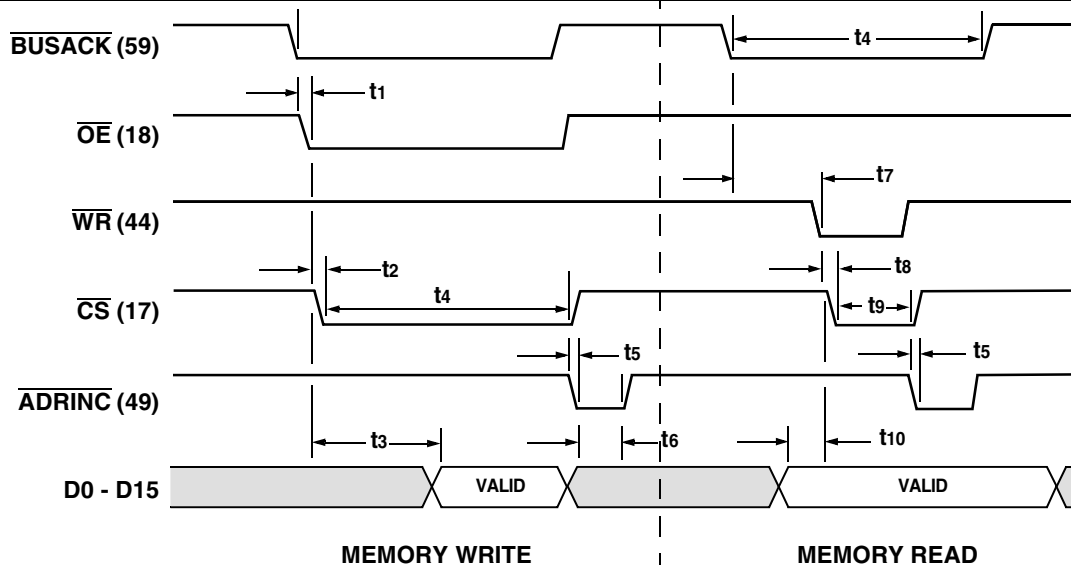 BUSACK (59)
t4
t1
OE (18)
t7
WR (44)
t2
t8
CS (17)
t4
t9
t5
t5
ADRINC (49)
t3
t6
t10
D0 - D15
VALID
VALID
MEMORY WRITE
MEMORY READ